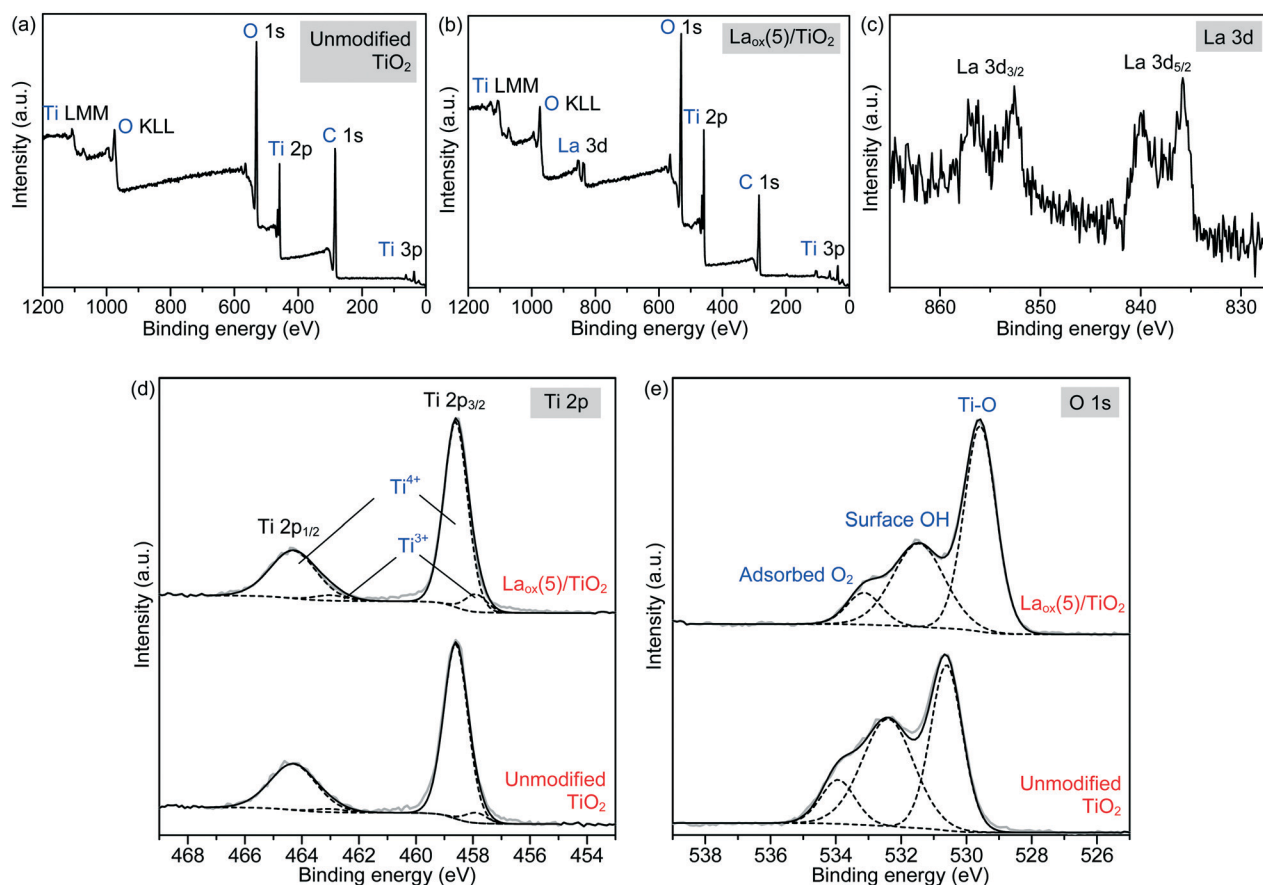 (a)
Unmodified
TiO₂
O 1s
Ti LMM
O KLL
Ti 2p
C 1s
Ti 3p
Intensity (a.u.)
1200 1000 800 600 400 200 0
Binding energy (eV)
(b)
Laₒₓ(5)/TiO₂
O 1s
Ti LMM
O KLL
La 3d
Ti 2p
C 1s
Ti 3p
Intensity (a.u.)
1200 1000 800 600 400 200 0
Binding energy (eV)
(c)
La 3d
La 3d3/2
La 3d5/2
Intensity (a.u.)
860 850 840 830
Binding energy (eV)
(d)
Ti 2p
Ti 2p3/2
Ti⁴⁺
Ti 2p1/2
Ti³⁺
Laₒₓ(5)/TiO₂
Unmodified
TiO₂
Intensity (a.u.)
468 466 464 462 460 458 456 454
Binding energy (eV)
(e)
O 1s
Ti-O
Surface OH
Adsorbed O₂
Laₒₓ(5)/TiO₂
Unmodified
TiO₂
Intensity (a.u.)
538 536 534 532 530 528 526
Binding energy (eV)